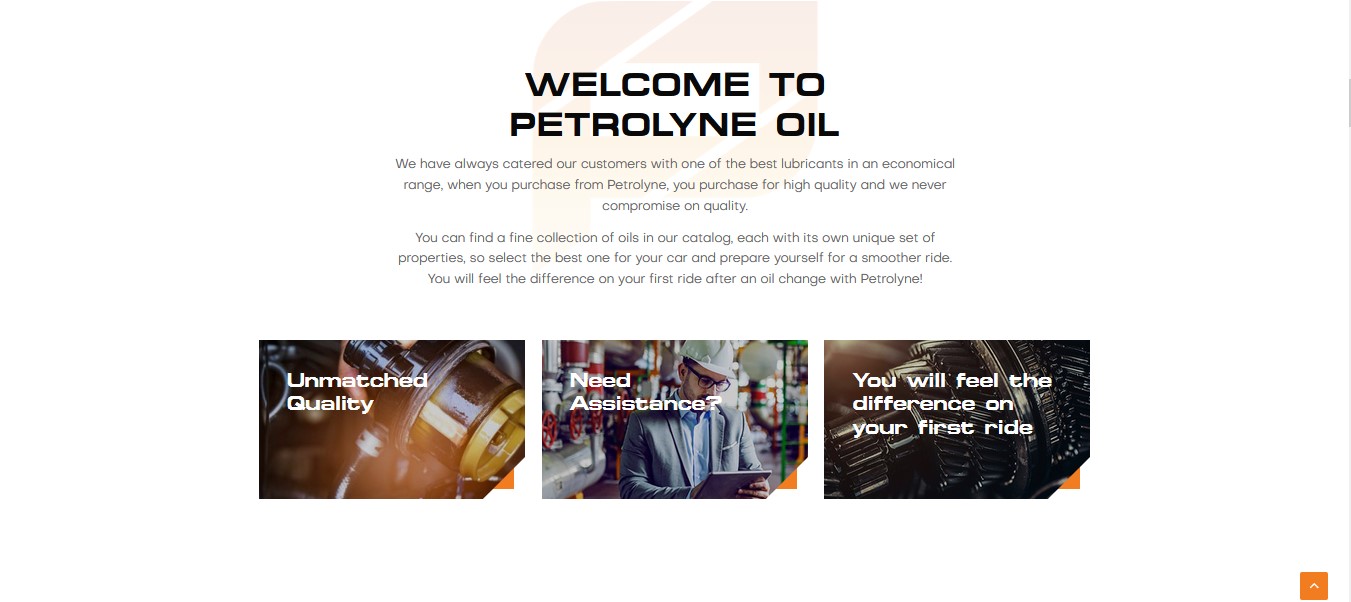 WELCOME TO
PETROLYNE OIL
We have always catered our customers with one of the best lubricants in an economical
range, when you purchase from Petrolyne, you purchase for high quality and we never
compromise on quality.
You can find a fine collection of oils in our catalog, each with its own unique set of
properties, so select the best one for your car and prepare yourself for a smoother ride.
You will feel the difference on your first ride after an oil change with Petrolyne!
Unmatched
Quality
Need
Assistance?
You will feel the
difference on
your first ride